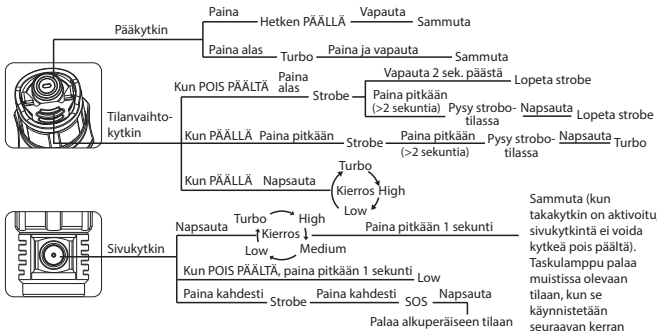 Pääkytkin
Paina
Hetken PÄÄLLÄ
Vapauta
Sammuta
Paina alas
Turbo
Paina ja vapauta
Sammuta
Tilanvaihto-
kytkin
Kun POIS PÄÄLTÄ
Paina
alas
Strobe
Vapauta 2 sek. päästä
Lopeta strobe
Paina pitkään
(>2 sekuntia)
Pysy strobo-
tilassa
Napsauta
Lopeta strobe
Kun PÄÄLLÄ
Paina pitkään
Strobe
Paina pitkään
(>2 sekuntia)
Pysy strobo-
tilassa
Napsauta
Turbo
Kun PÄÄLLÄ
Napsauta
Turbo
Kierros
High
Low
Sivukytkin
Napsauta
Turbo
High
Kierros
Low
Medium
Paina pitkään 1 sekunti
Sammuta (kun
takakytkin on aktivoitu,
sivukytkintä ei voida
kytkeä pois päältä).
Taskulamppu palaa
muistissa olevaan
tilaan, kun se
käynnistetään
seuraavan kerran
Kun POIS PÄÄLTÄ, paina pitkään 1 sekunti
Low
Paina kahdesti
Strobe
Paina kahdesti
SOS
Napsauta
Palaa alkuperäiseen tilaan